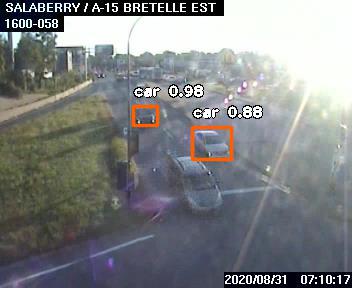 SALABERRY / A-15 BRETELLE EST
1600-058
car 0.98
car 0.88
2020/08/31 07:10:17